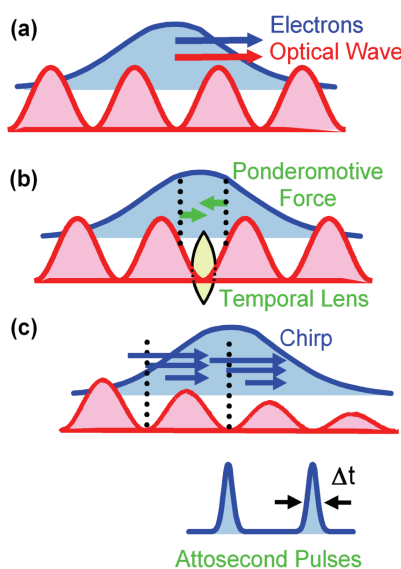 (a)
Electrons
Optical Wave
(b)
Ponderomotive
Force
Temporal Lens
(c)
Chirp
Δt
Attosecond Pulses